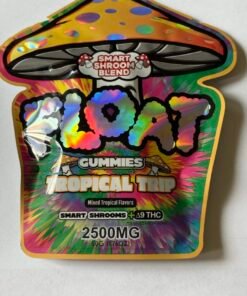 SMART
SHROOM
BLEND
FLOAT
GUMMIES
TROPICAL TRIP
Mixed Tropical Flavors
SMART SHROOMS + Δ9 THC
2500MG